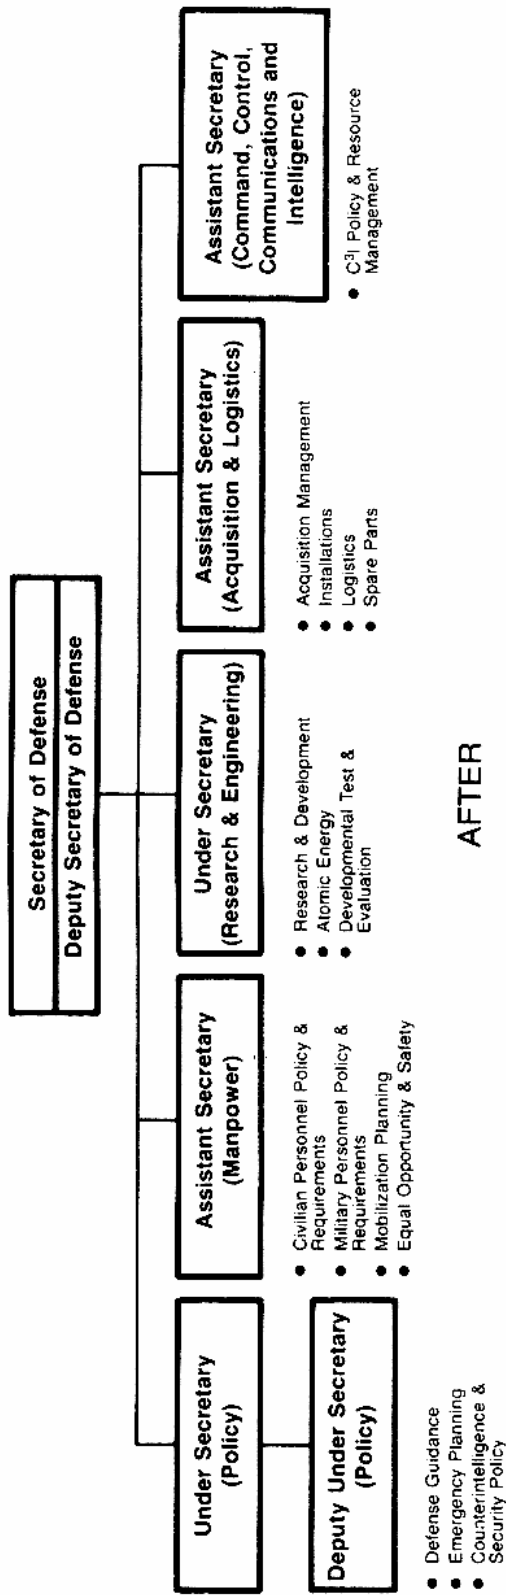 Secretary of Defense
Deputy Secretary of Defense
Under Secretary
(Policy)
Deputy Under Secretary
(Policy)
● Defense Guidance
● Emergency Planning
● Counterintelligence &
Security Policy
Assistant Secretary
(Manpower)
● Civilian Personnel Policy &
Requirements
● Military Personnel Policy &
Requirements
● Mobilization Planning
● Equal Opportunity & Safety
Under Secretary
(Research & Engineering)
● Research & Development
● Atomic Energy
● Developmental Test &
Evaluation
Assistant Secretary
(Acquisition & Logistics)
● Acquisition Management
● Installations
● Logistics
● Spare Parts
Assistant Secretary
(Command, Control,
Communications and
Intelligence)
● C³I Policy & Resource
Management
AFTER